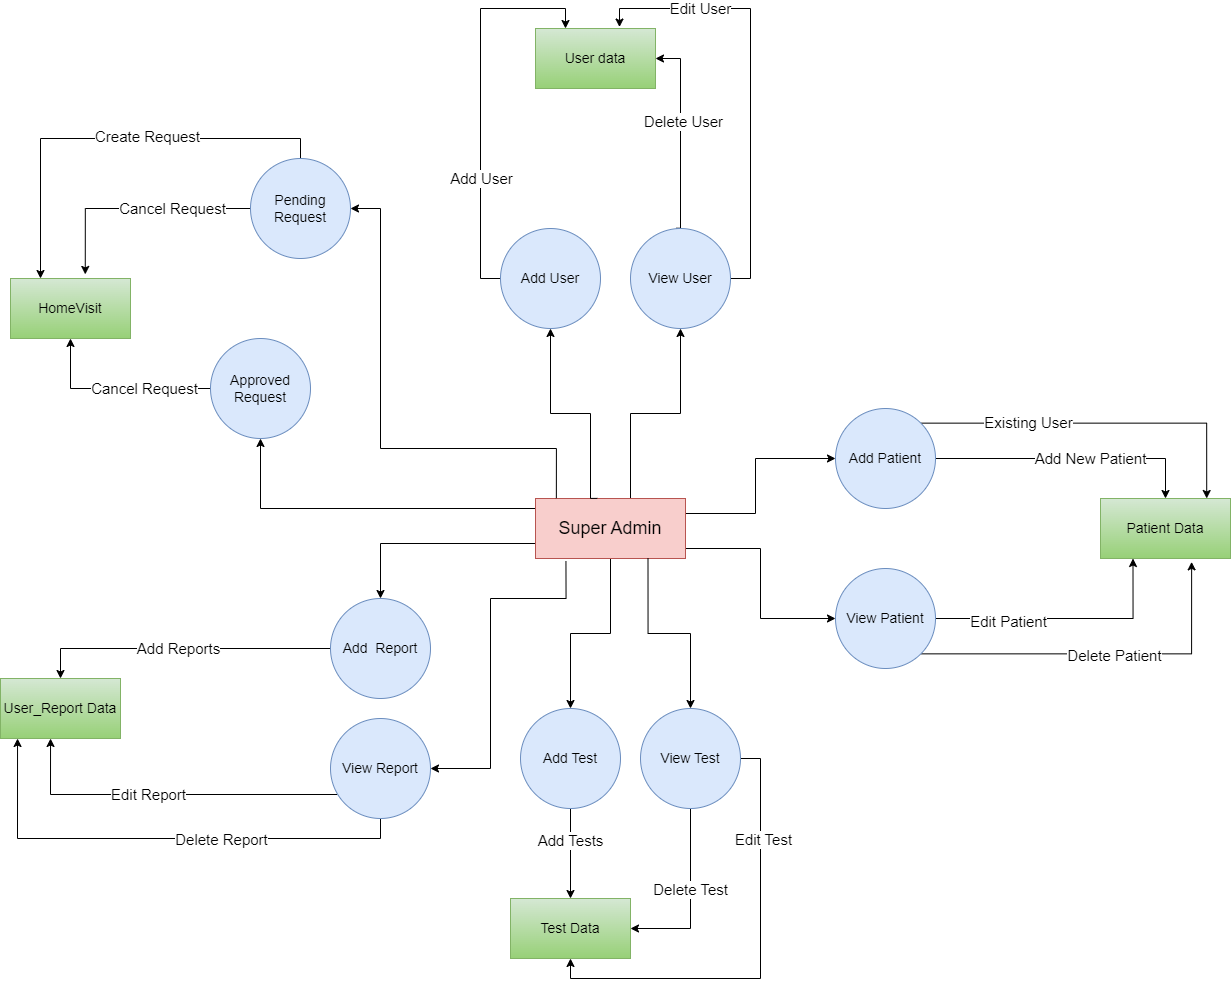 Edit User
User data
Delete User
Create Request
Add User
Pending
Request
Cancel Request
Add User
View User
HomeVisit
Approved
Request
Cancel Request
Existing User
Add Patient
Add New Patient
Super Admin
Patient Data
View Patient
Edit Patient
Add Reports
Add  Report
Delete Patient
User_Report Data
Add Test
View Test
View Report
Edit Report
Delete Report
Add Tests
Edit Test
Delete Test
Test Data